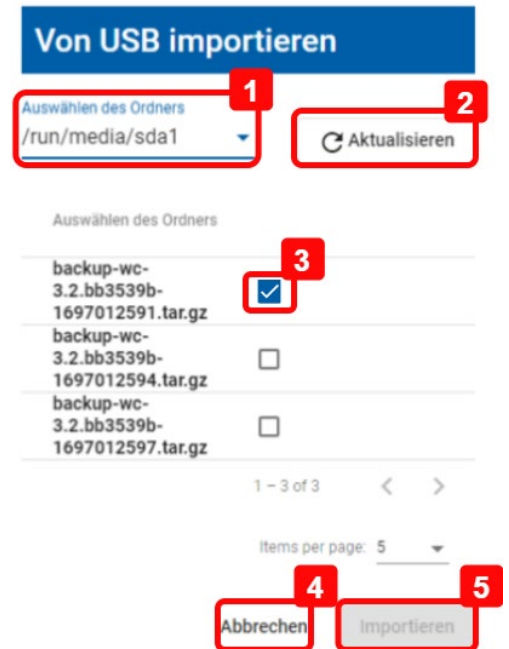 Von USB importieren
1
Auswählen des Ordners
2
/run/media/sda1
Aktualisieren
Auswählen des Ordners
3
backup-wc-
3.2.bb3539b-
1697012591.tar.gz
backup-wc-
3.2.bb3539b-
1697012594.tar.gz
backup-wc-
3.2.bb3539b-
1697012597.tar.gz
1 – 3 of 3
Items per page: 5
4
5
Abbrechen
Importieren